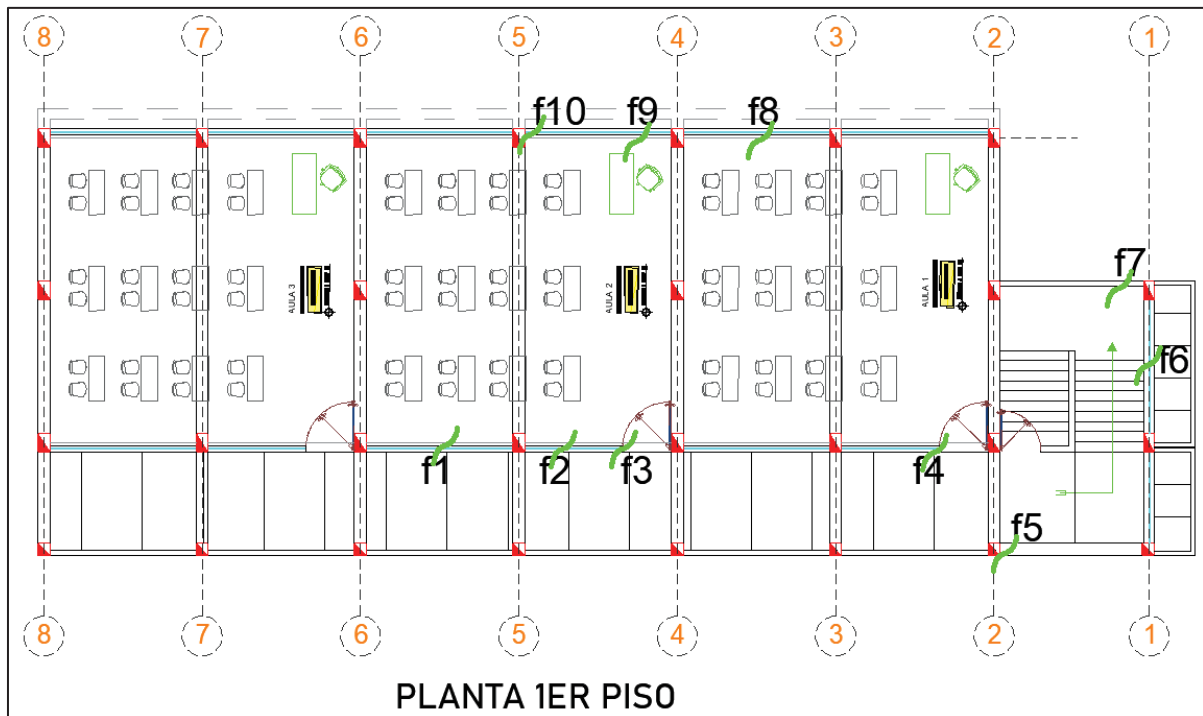 8 7 6 5 4 3 2 1
f10 f9 f8
AULA 3
AULA 2
AULA 1
f7
f6
f1 f2 f3 f4
f5
8 7 6 5 4 3 2 1
PLANTA 1ER PISO